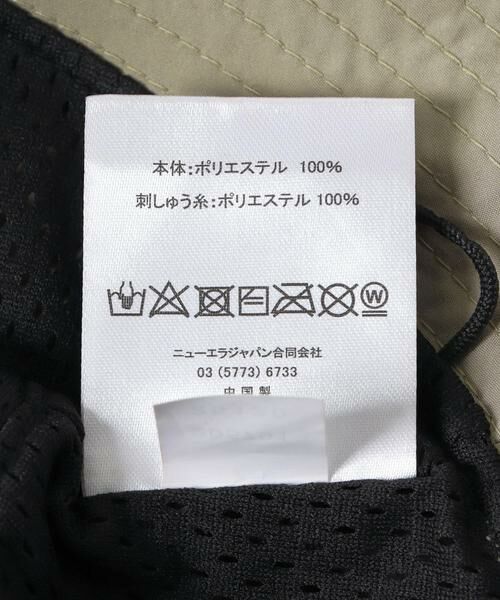 本体:ポリエステル 100%
刺しゅう糸:ポリエステル 100%
W
ニューエラジャパン合同会社
03 (5773) 6733
中国製